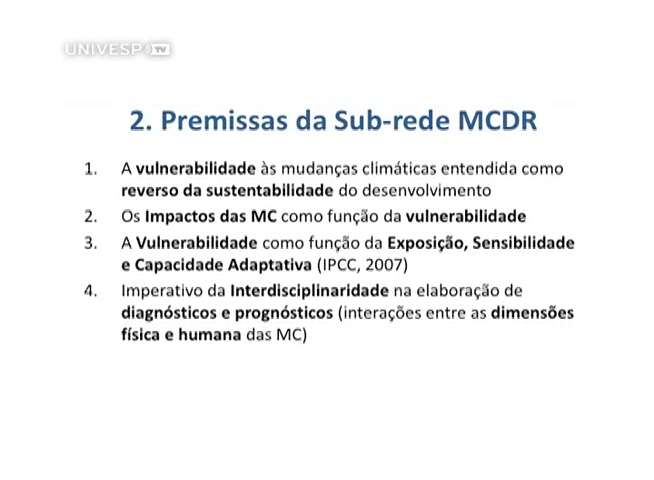 UNIVESP TV
2. Premissas da Sub-rede MCDR
1. A vulnerabilidade às mudanças climáticas entendida como
reverso da sustentabilidade do desenvolvimento
2. Os Impactos das MC como função da vulnerabilidade
3. A Vulnerabilidade como função da Exposição, Sensibilidade
e Capacidade Adaptativa (IPCC, 2007)
4. Imperativo da Interdisciplinaridade na elaboração de
diagnósticos e prognósticos (interações entre as dimensões
física e humana das MC)